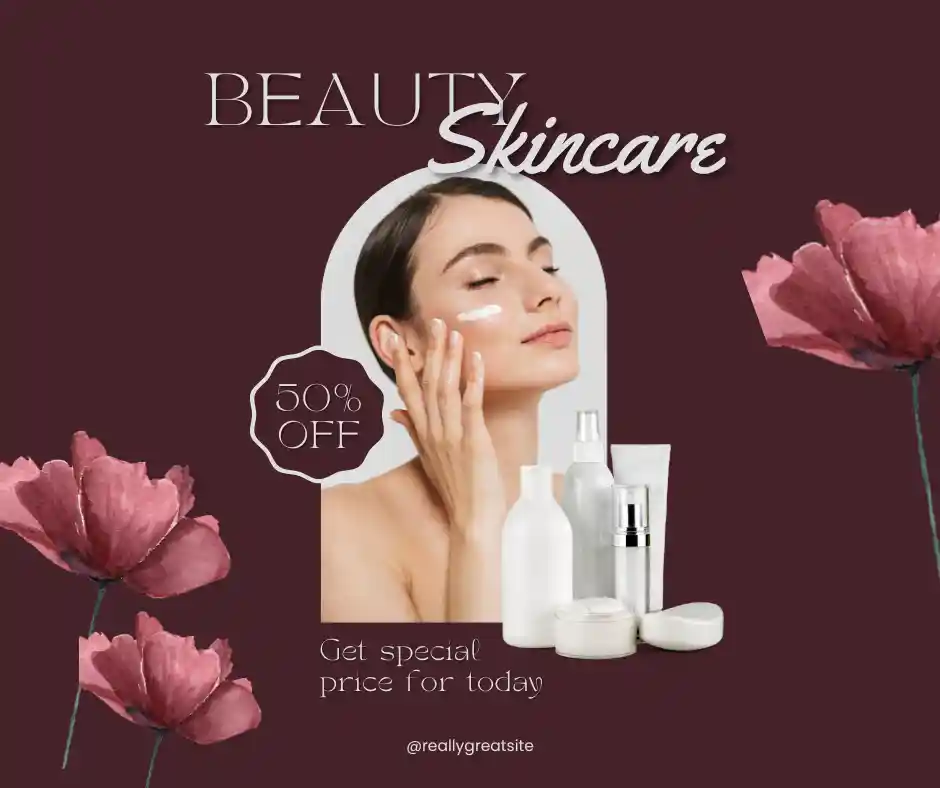 BEAUTY
Skincare
50%
OFF
Get special
price for today
@reallygreatsite